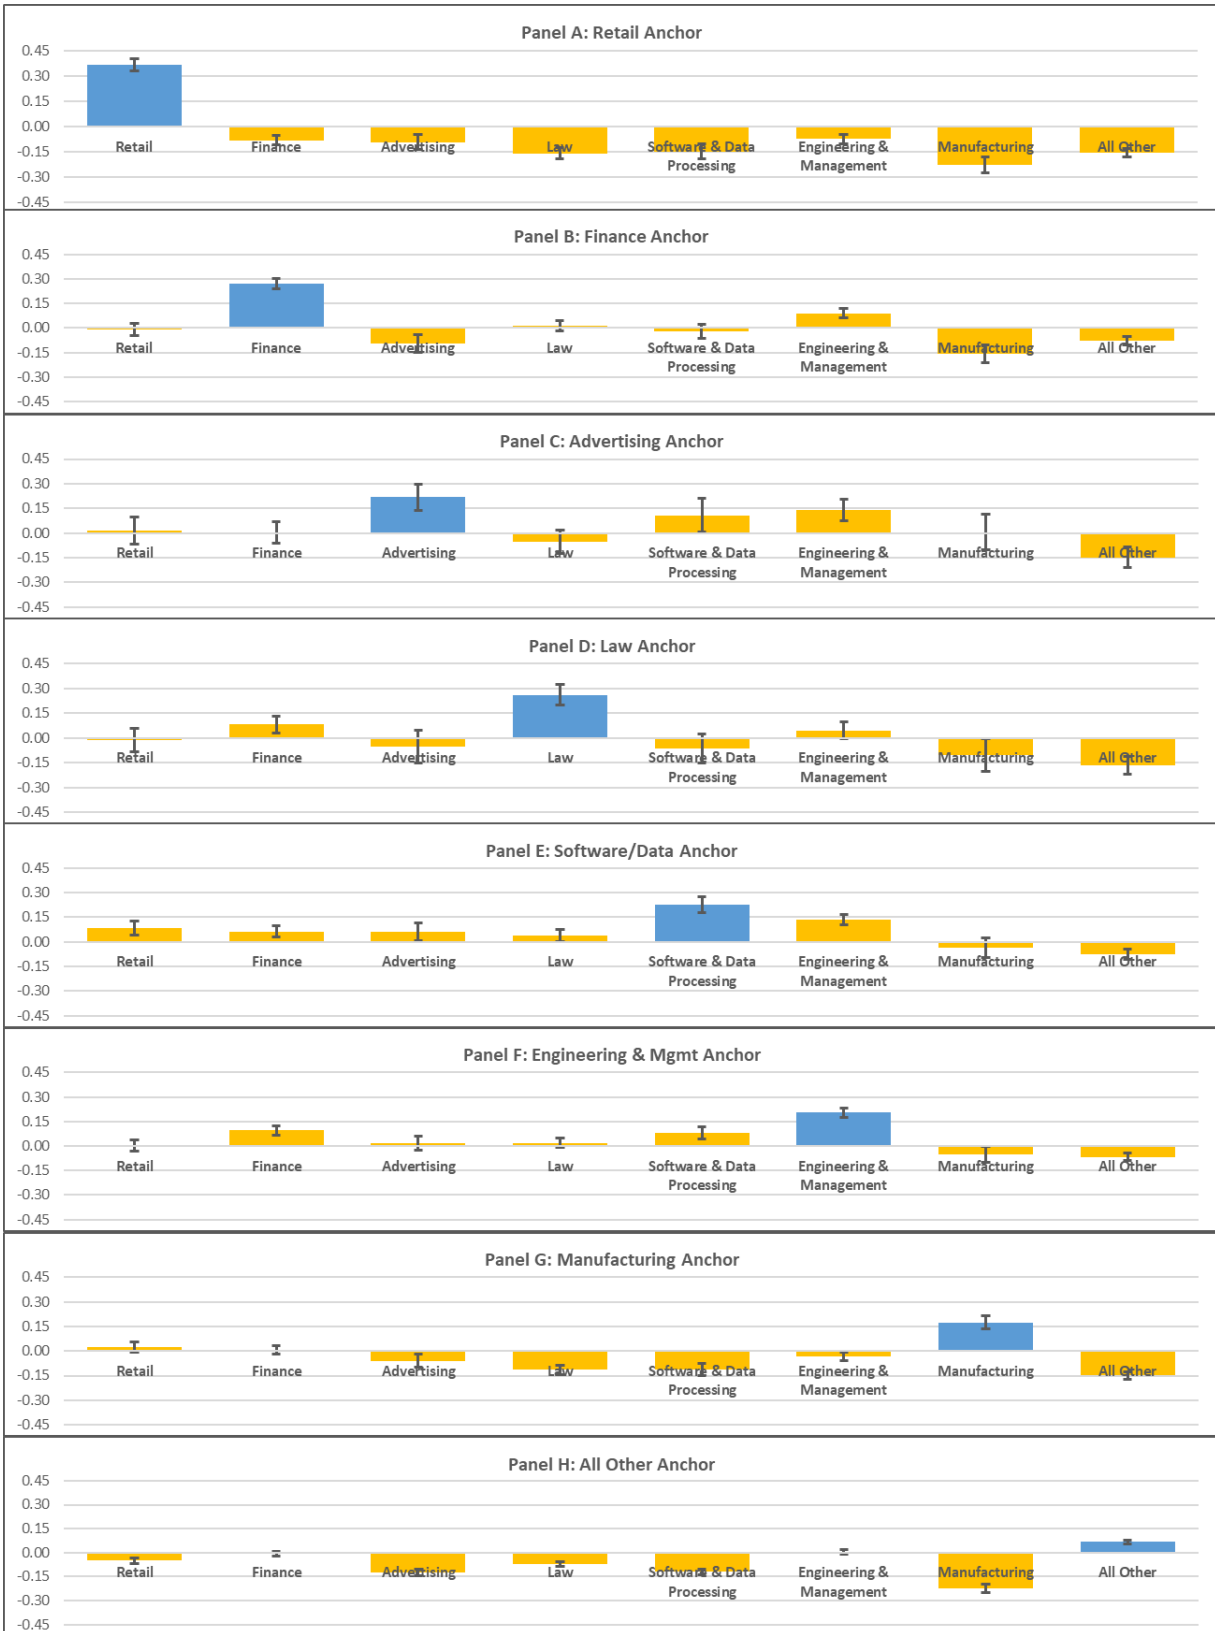 Panel A: Retail Anchor
0.45
0.30
0.15
0.00
-0.15
-0.30
-0.45
Retail Finance Advertising Law Software & Data Engineering & Manufacturing All Other
Processing Management
Panel B: Finance Anchor
0.45
0.30
0.15
0.00
-0.15
-0.30
-0.45
Retail Finance Advertising Law Software & Data Engineering & Manufacturing All Other
Processing Management
Panel C: Advertising Anchor
0.45
0.30
0.15
0.00
-0.15
-0.30
-0.45
Retail Finance Advertising Law Software & Data Engineering & Manufacturing All Other
Processing Management
Panel D: Law Anchor
0.45
0.30
0.15
0.00
-0.15
-0.30
-0.45
Retail Finance Advertising Law Software & Data Engineering & Manufacturing All Other
Processing Management
Panel E: Software/Data Anchor
0.45
0.30
0.15
0.00
-0.15
-0.30
-0.45
Retail Finance Advertising Law Software & Data Engineering & Manufacturing All Other
Processing Management
Panel F: Engineering & Mgmt Anchor
0.45
0.30
0.15
0.00
-0.15
-0.30
-0.45
Retail Finance Advertising Law Software & Data Engineering & Manufacturing All Other
Processing Management
Panel G: Manufacturing Anchor
0.45
0.30
0.15
0.00
-0.15
-0.30
-0.45
Retail Finance Advertising Law Software & Data Engineering & Manufacturing All Other
Processing Management
Panel H: All Other Anchor
0.45
0.30
0.15
0.00
-0.15
-0.30
-0.45
Retail Finance Advertising Law Software & Data Engineering & Manufacturing All Other
Processing Management